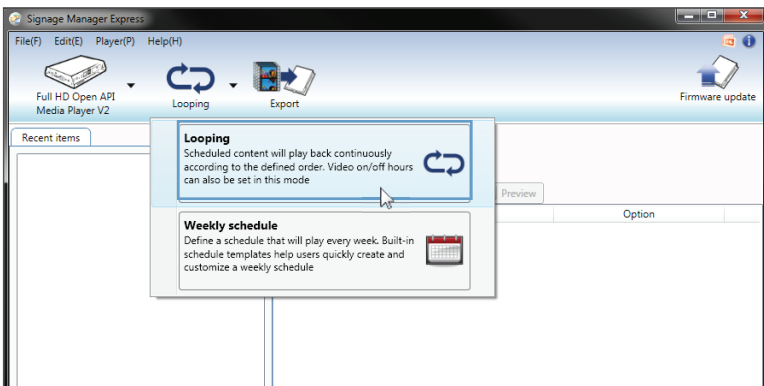 Signage Manager Express
File(F) Edit(E) Player(P) Help(H)
Full HD Open API
Media Player V2
Looping
Export
Firmware update
Recent items
Looping
Scheduled content will play back continuously
according to the defined order. Video on/off hours
can also be set in this mode
Preview
Option
Weekly schedule
Define a schedule that will play every week. Built-in
schedule templates help users quickly create and
customize a weekly schedule